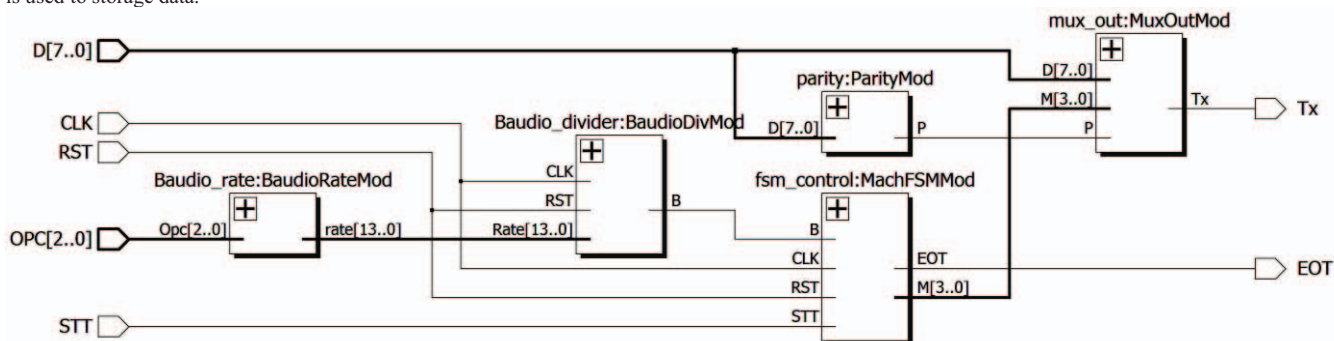 is used to storage data.
mux_out:MuxOutMod
D[7..0]
D[7..0]
parity:ParityMod
M[3..0]
Tx
Tx
CLK
Baudio_divider:BaudioDivMod
D[7..0]
P
P
RST
CLK
Baudio_rate:BaudioRateMod
fsm_control:MachFSMMod
RST
B
OPC[2..0]
Opc[2..0]
rate[13..0]
Rate[13..0]
B
CLK
EOT
EOT
RST
M[3..0]
STT
STT